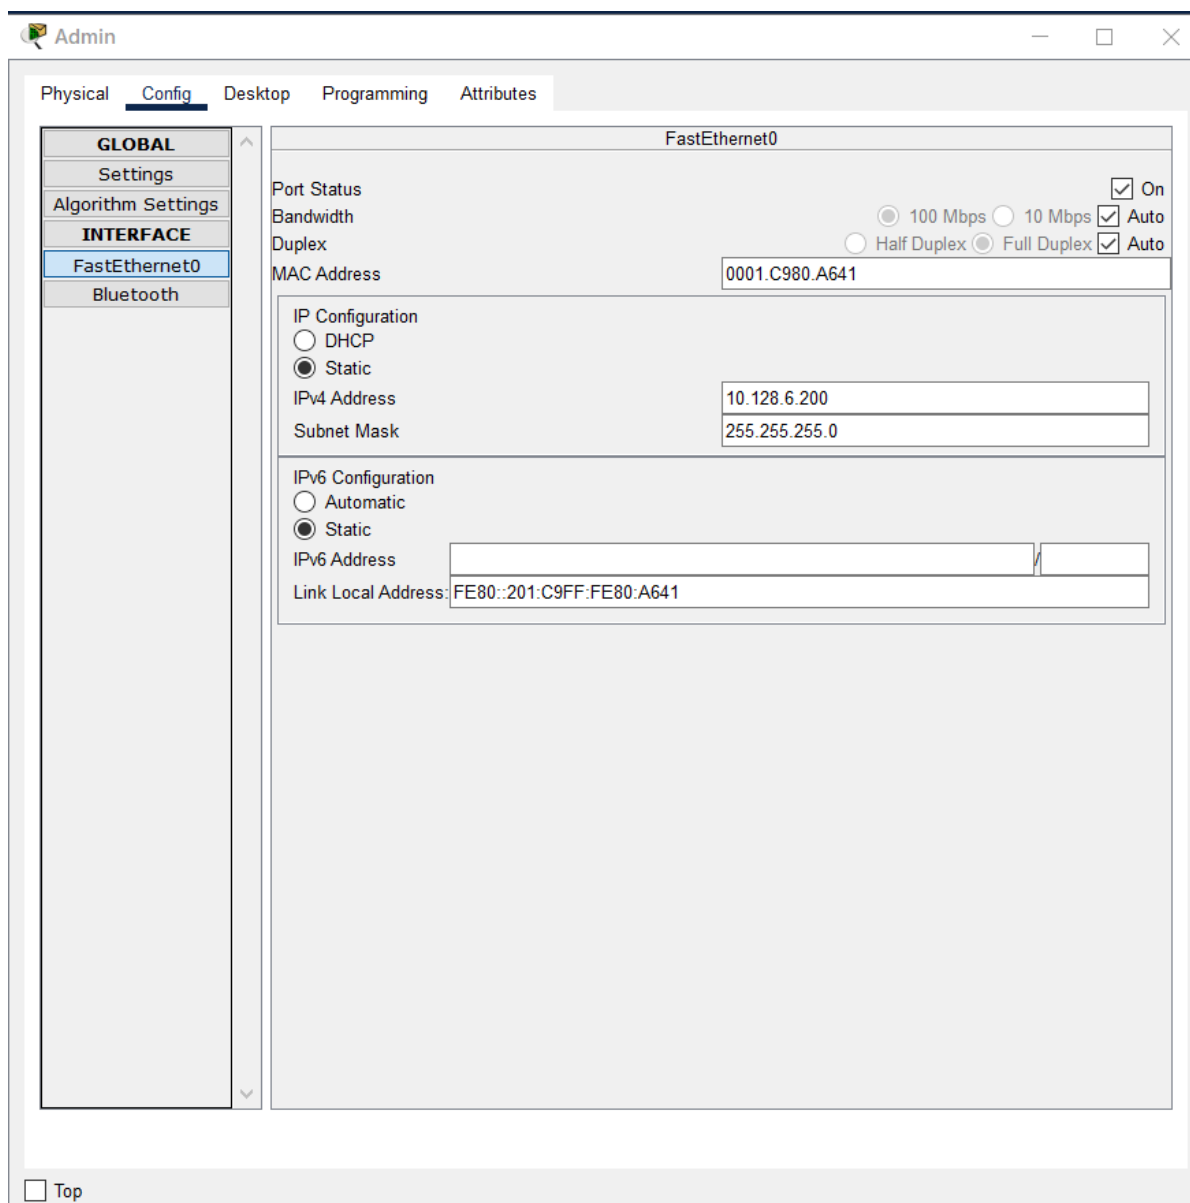 Admin
Physical Config Desktop Programming Attributes
GLOBAL
Settings
Algorithm Settings
INTERFACE
FastEthernet0
Bluetooth
FastEthernet0
Port Status On
Bandwidth 100 Mbps 10 Mbps Auto
Duplex Half Duplex Full Duplex Auto
MAC Address 0001.C980.A641
IP Configuration
DHCP
Static
IPv4 Address 10.128.6.200
Subnet Mask 255.255.255.0
IPv6 Configuration
Automatic
Static
IPv6 Address /
Link Local Address: FE80::201:C9FF:FE80:A641
Top